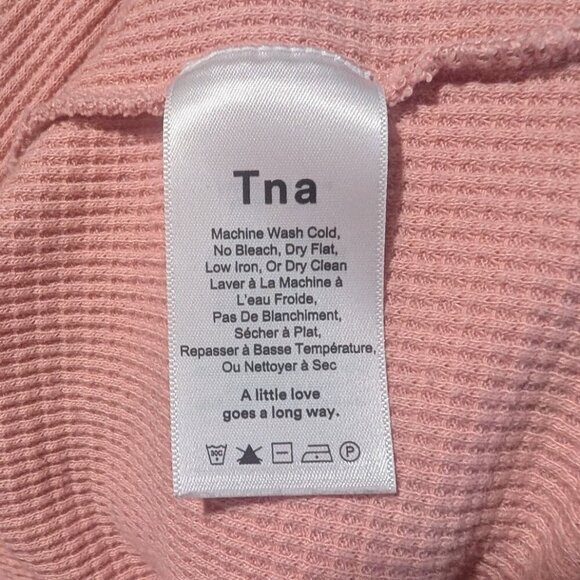 Tna
Machine Wash Cold,
No Bleach, Dry Flat,
Low Iron, Or Dry Clean
Laver à La Machine à
L'eau Froide,
Pas De Blanchiment,
Sécher à Plat,
Repasser à Basse Température,
Ou Nettoyer à Sec
A little love
goes a long way.
30C P